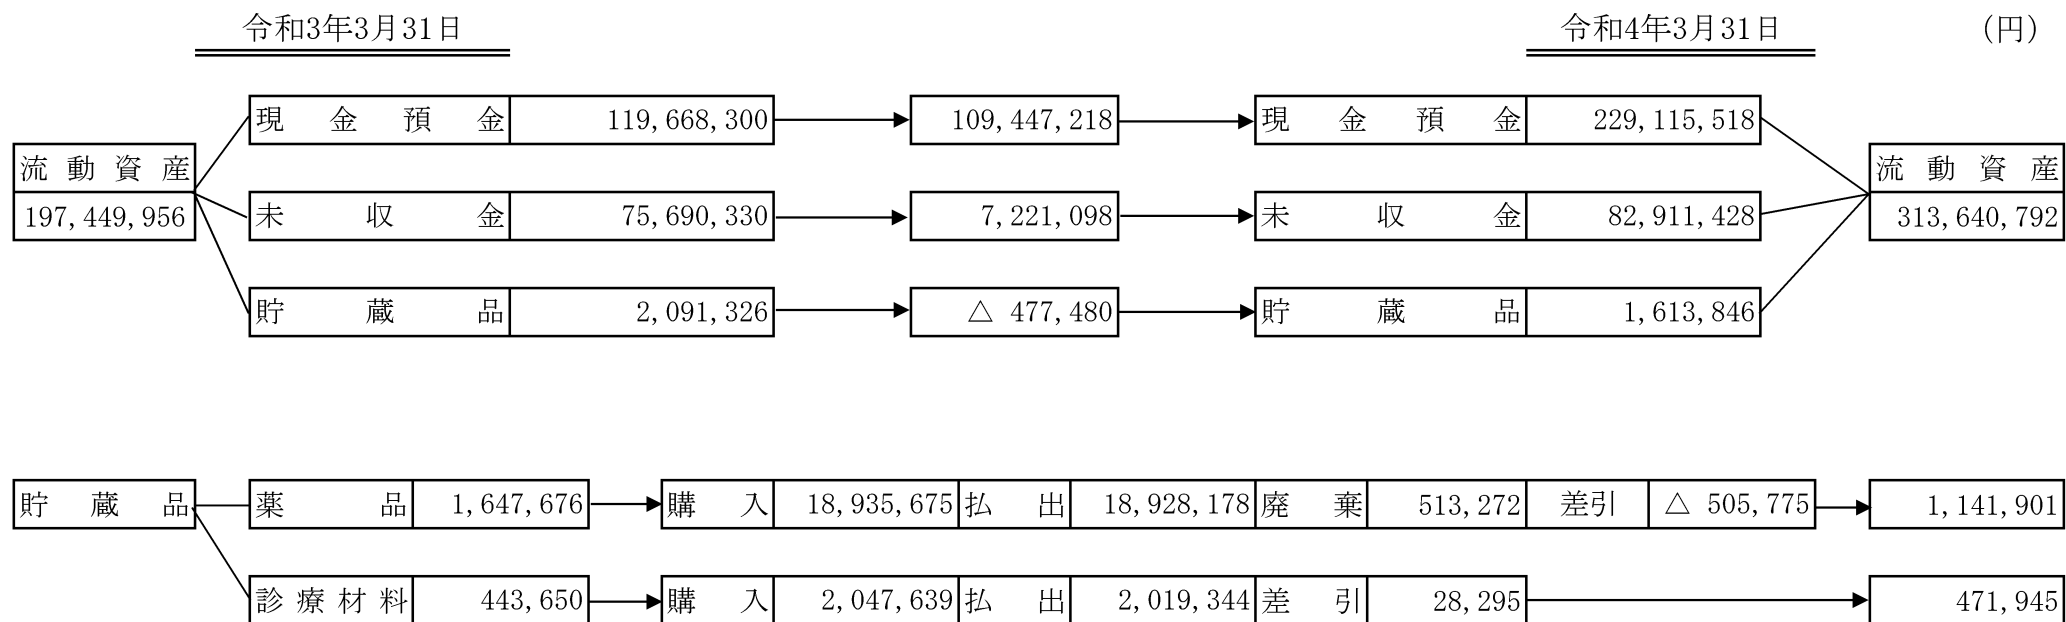 令和3年3月31日 令和4年3月31日 (円)
現金預金 119,668,300 109,447,218 現金預金 229,115,518
流動資産 流動資産
197,449,956 未収金 75,690,330 7,221,098 未収金 82,911,428 313,640,792
貯蔵品 2,091,326 △ 477,480 貯蔵品 1,613,846
貯蔵品 薬品 1,647,676 購入 18,935,675 払出 18,928,178 廃棄 513,272 差引 △ 505,775 1,141,901
診療材料 443,650 購入 2,047,639 払出 2,019,344 差引 28,295 471,945